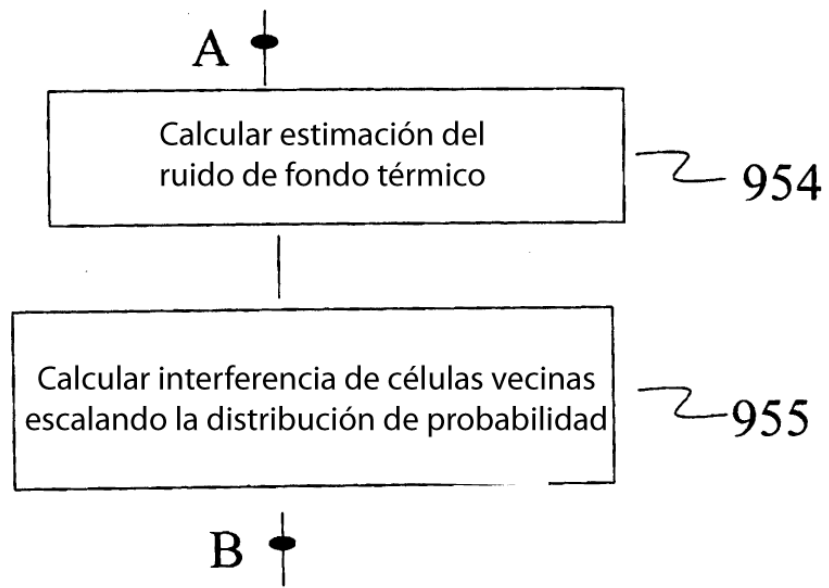 A
Calcular estimación del
ruido de fondo térmico
954
Calcular interferencia de células vecinas
escalando la distribución de probabilidad
955
B